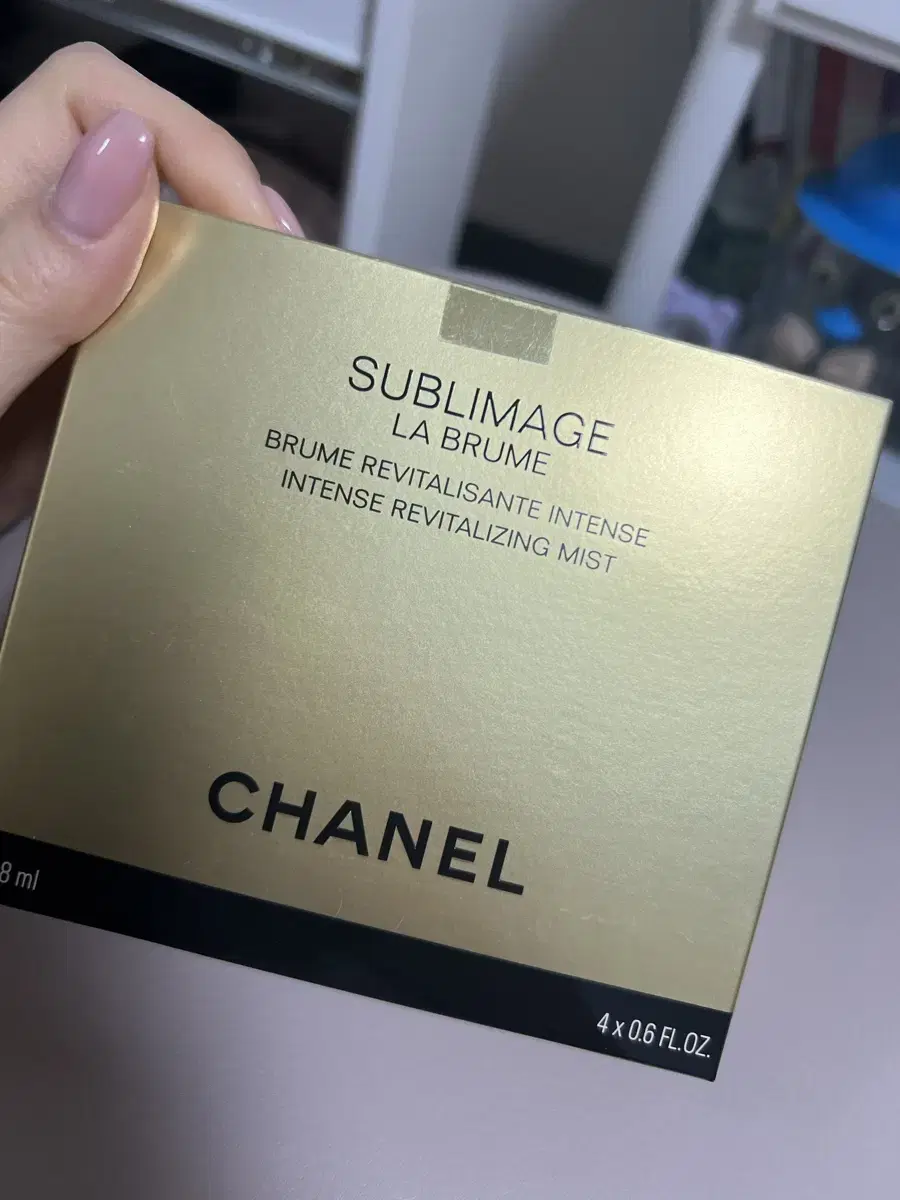 SUBLIMAGE
LA BRUME
BRUME REVITALISANTE INTENSE
INTENSE REVITALIZING MIST
CHANEL
8 ml
4 x 0.6 FL.OZ.